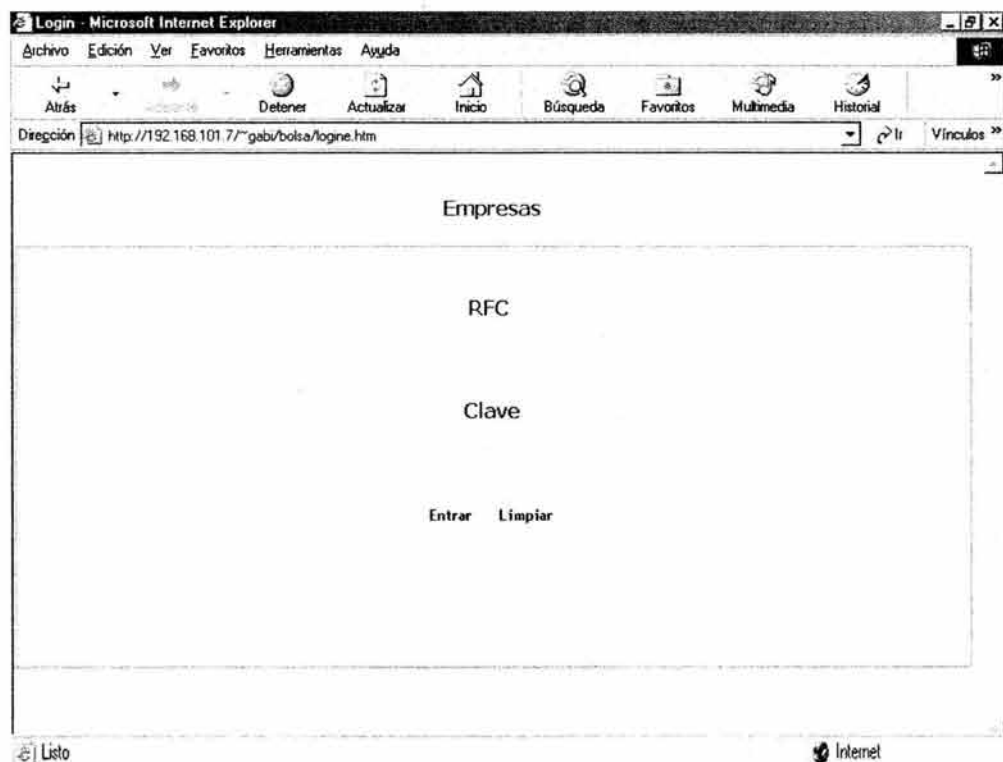 Login - Microsoft Internet Explorer
Archivo Edición Ver Favoritos Herramientas Ayuda
Atrás Detener Actualizar Inicio Búsqueda Favoritos Multimedia Historial »
Dirección http://192.168.101.7/~gabi/bolsa/logine.htm Ir Vínculos »
Empresas
RFC
Clave
Entrar Limpiar
Listo Internet